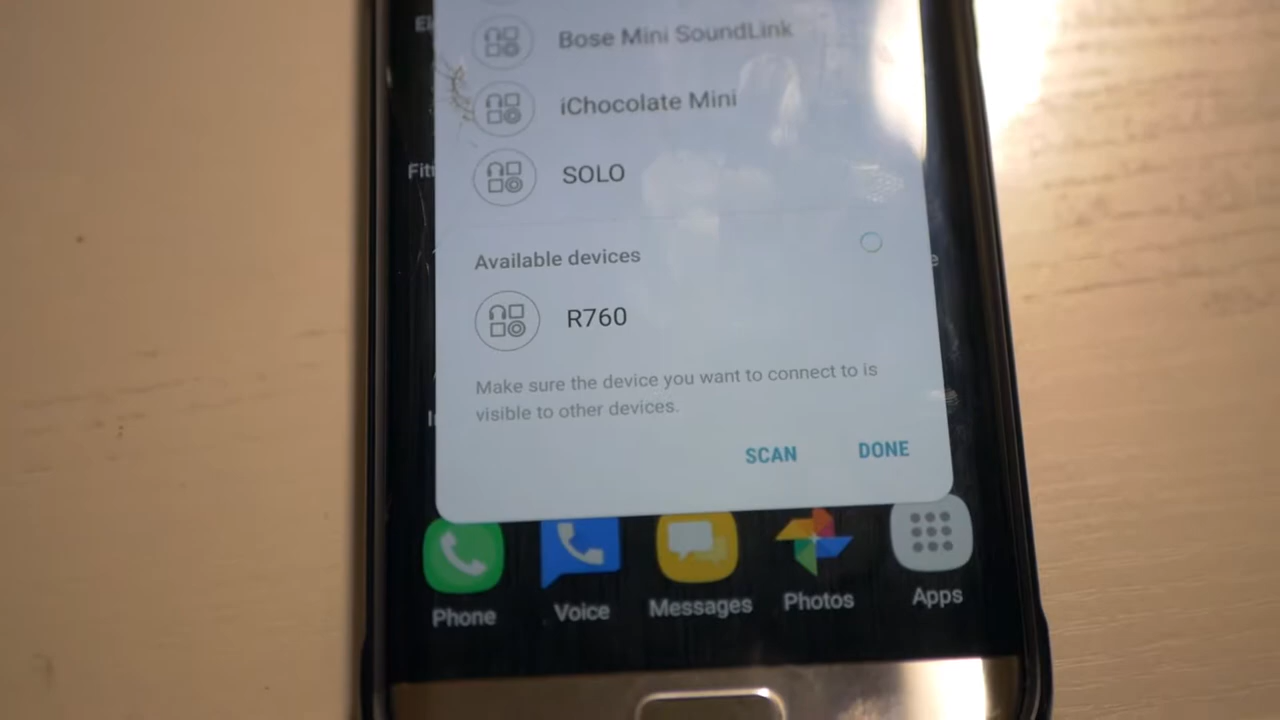 Bose Mini SoundLink
iChocolate Mini
SOLO
Available devices
R760
Make sure the device you want to connect to is
visible to other devices.
SCAN DONE
Phone Voice Messages Photos Apps